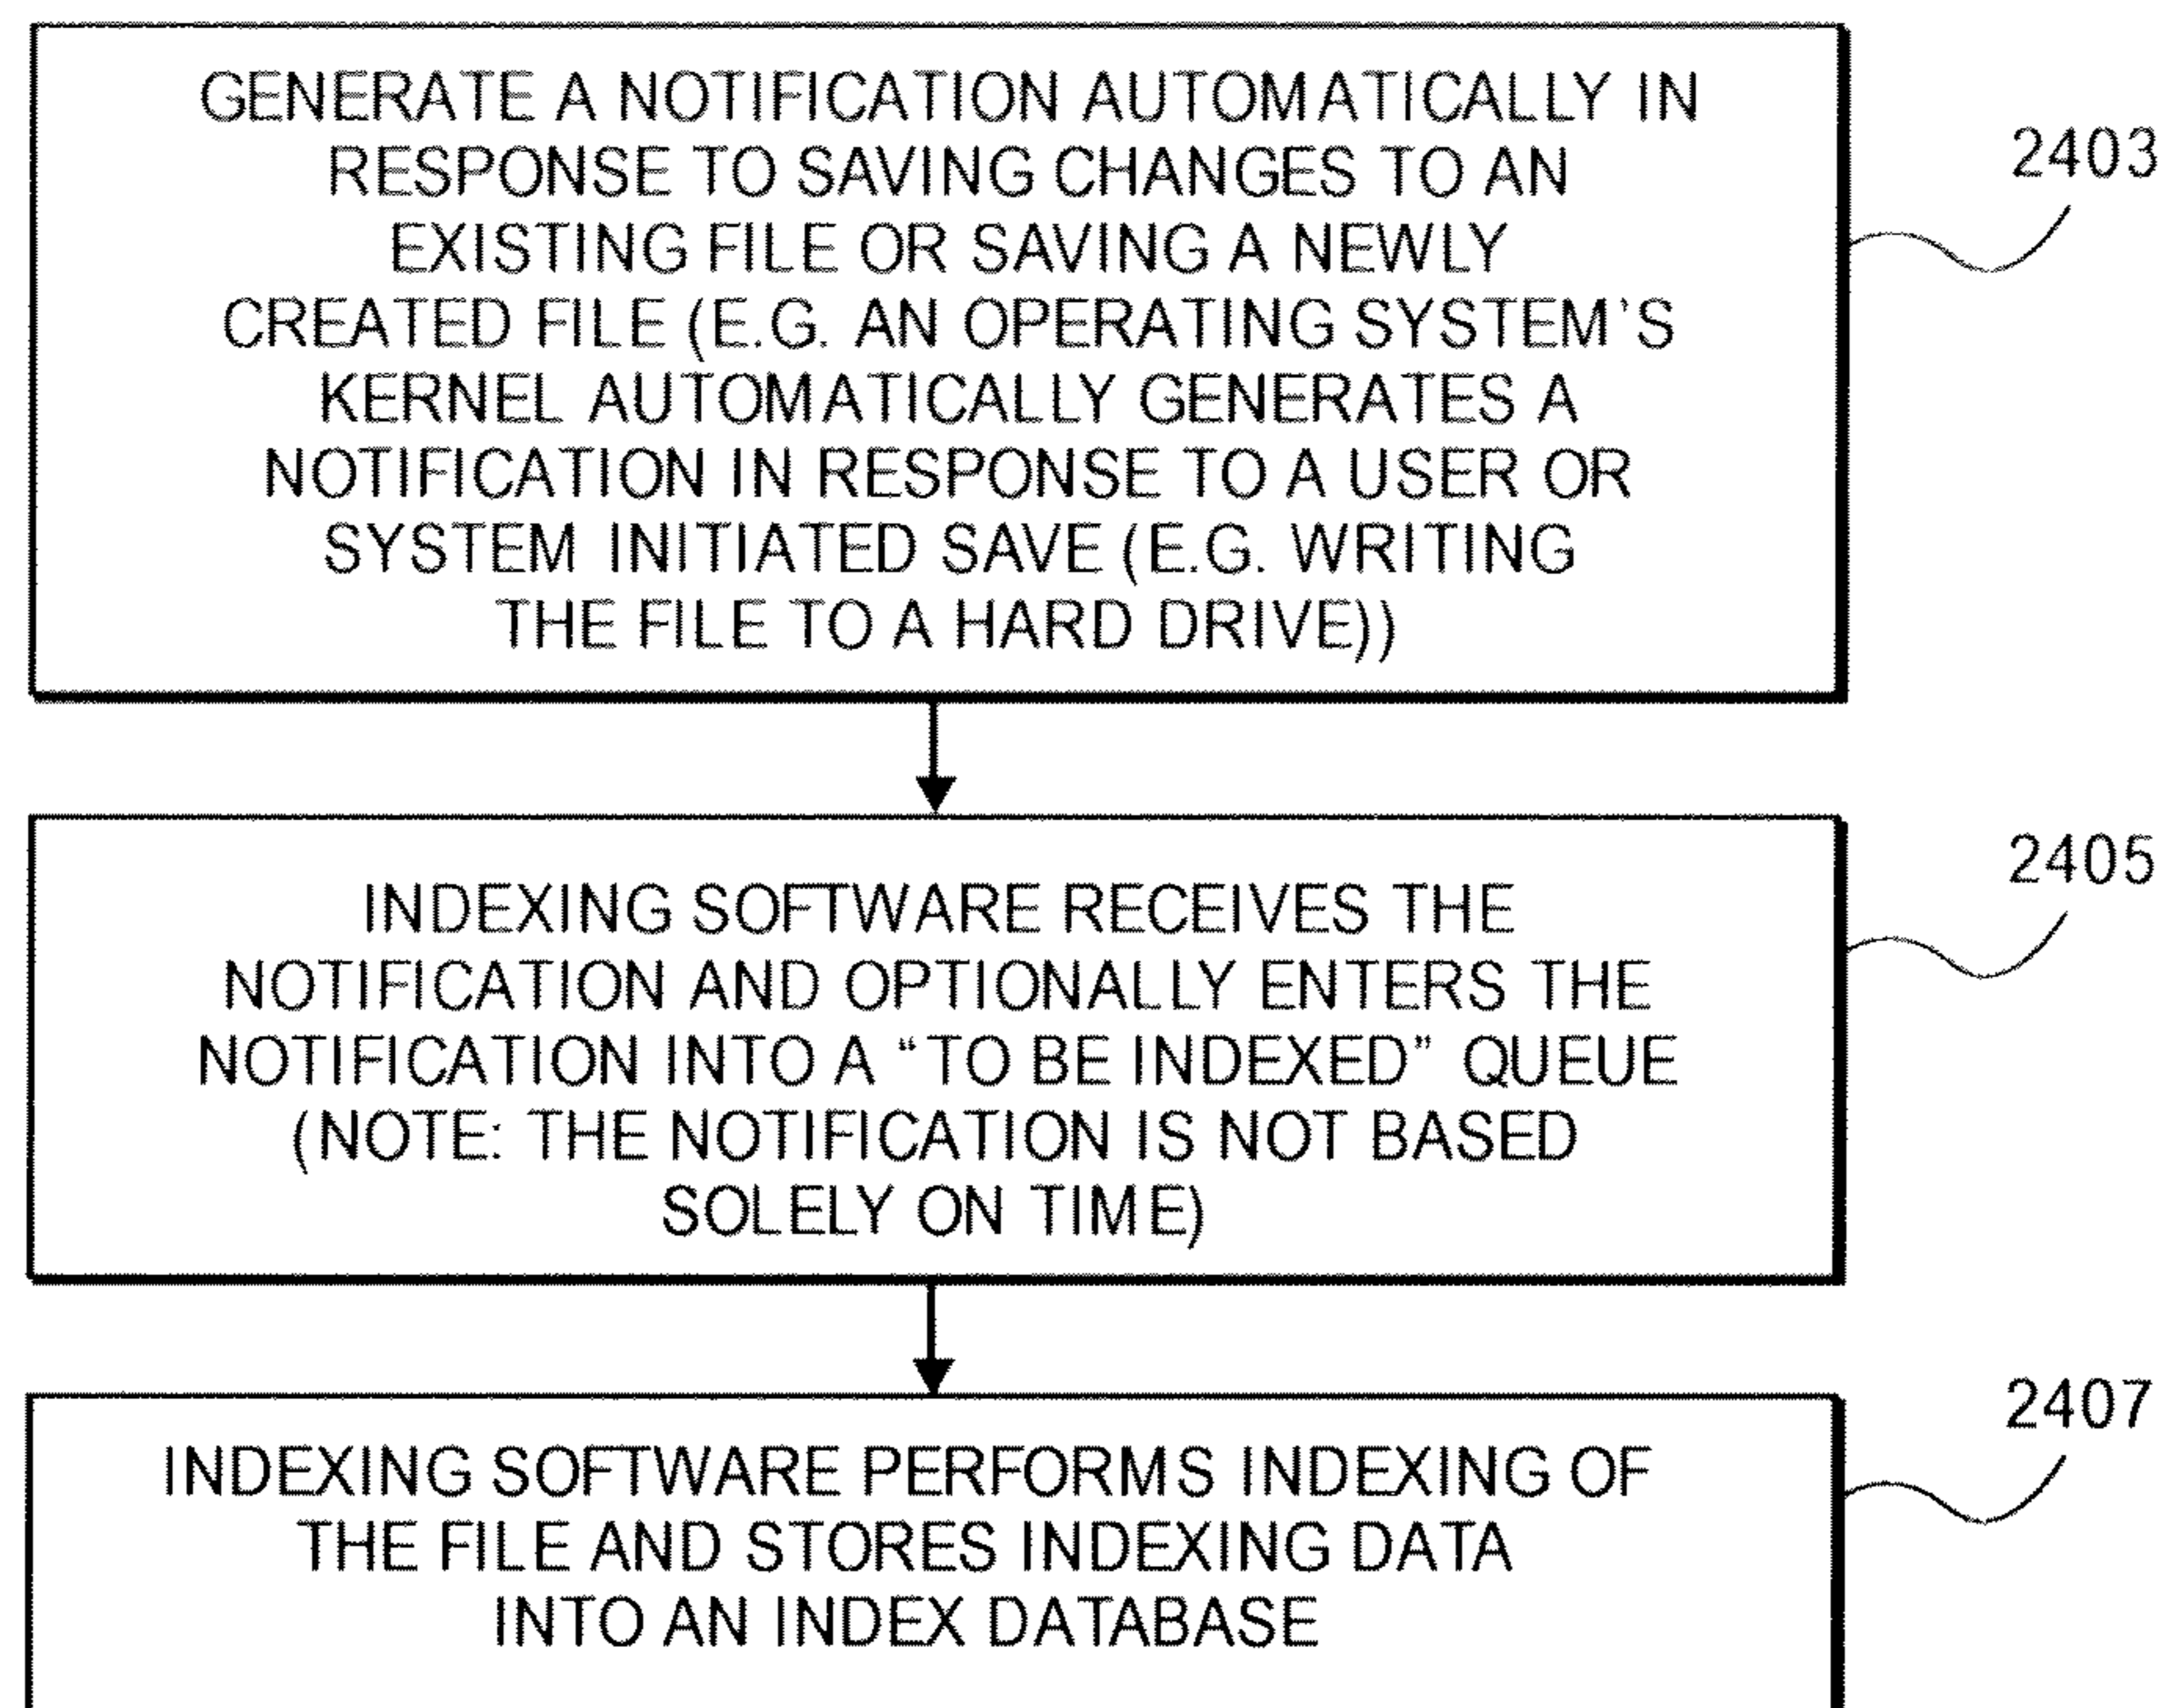 GENERATE A NOTIFICATION AUTOMATICALLY IN
RESPONSE TO SAVING CHANGES TO AN
EXISTING FILE OR SAVING A NEWLY
CREATED FILE (E.G. AN OPERATING SYSTEM'S
KERNEL AUTOMATICALLY GENERATES A
NOTIFICATION IN RESPONSE TO A USER OR
SYSTEM INITIATED SAVE (E.G. WRITING
THE FILE TO A HARD DRIVE))
2403
INDEXING SOFTWARE RECEIVES THE
NOTIFICATION AND OPTIONALLY ENTERS THE
NOTIFICATION INTO A “TO BE INDEXED” QUEUE
(NOTE: THE NOTIFICATION IS NOT BASED
SOLELY ON TIME)
2405
INDEXING SOFTWARE PERFORMS INDEXING OF
THE FILE AND STORES INDEXING DATA
INTO AN INDEX DATABASE
2407